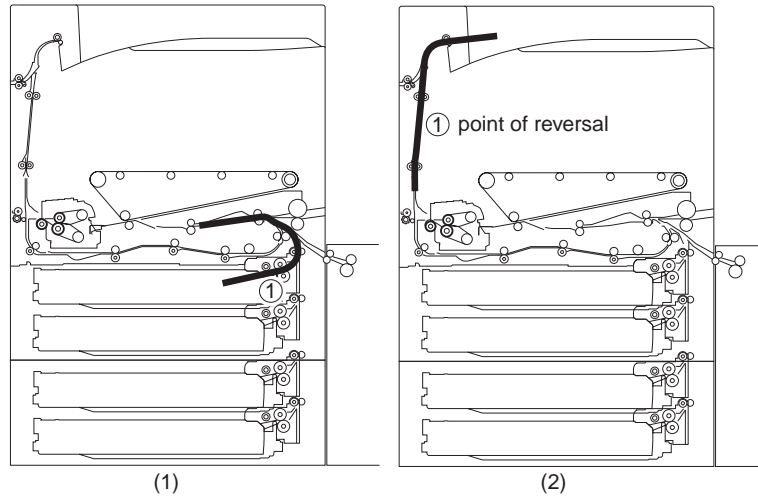 ① point of reversal
①
(1)
(2)